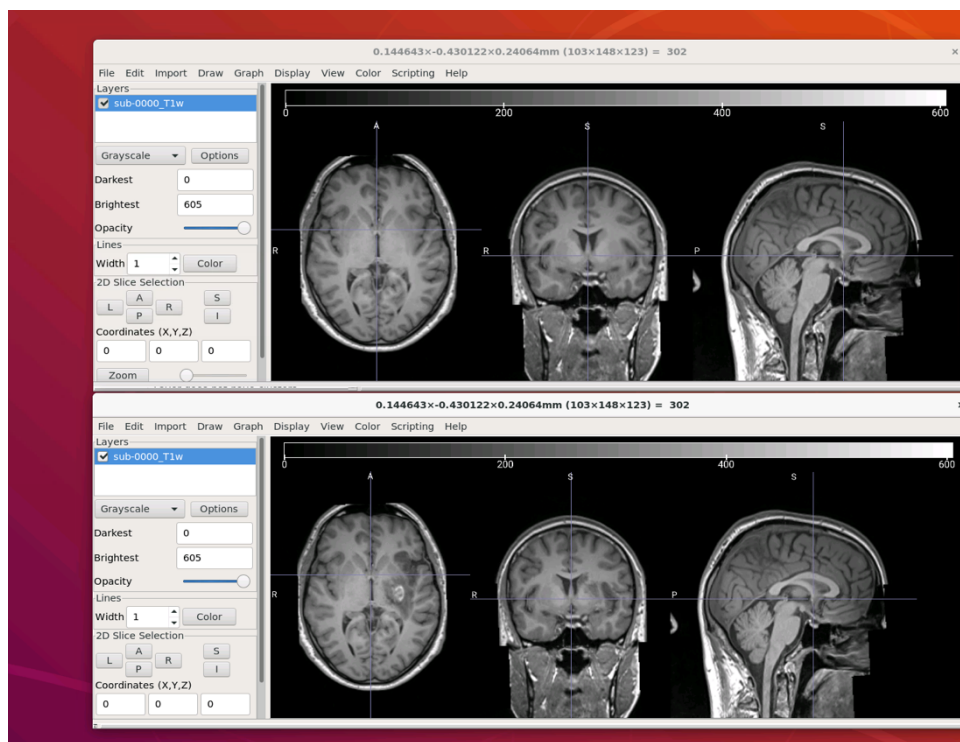 0.144643×-0.430122×0.24064mm (103×148×123) = 302 ×
File Edit Import Draw Graph Display View Color Scripting Help
Layers
sub-0000_T1w
0 200 400 600
A S S
Grayscale Options
Darkest 0
Brightest 605
Opacity
Lines
R R P
Width 1 Color
2D Slice Selection
L A R S
P I
Coordinates (X,Y,Z)
0 0 0
Zoom
0.144643×-0.430122×0.24064mm (103×148×123) = 302
File Edit Import Draw Graph Display View Color Scripting Help
Layers
sub-0000_T1w
0 200 400 600
A S S
Grayscale Options
Darkest 0
Brightest 605
Opacity
Lines
R R P
Width 1 Color
2D Slice Selection
L A R S
P I
Coordinates (X,Y,Z)
0 0 0